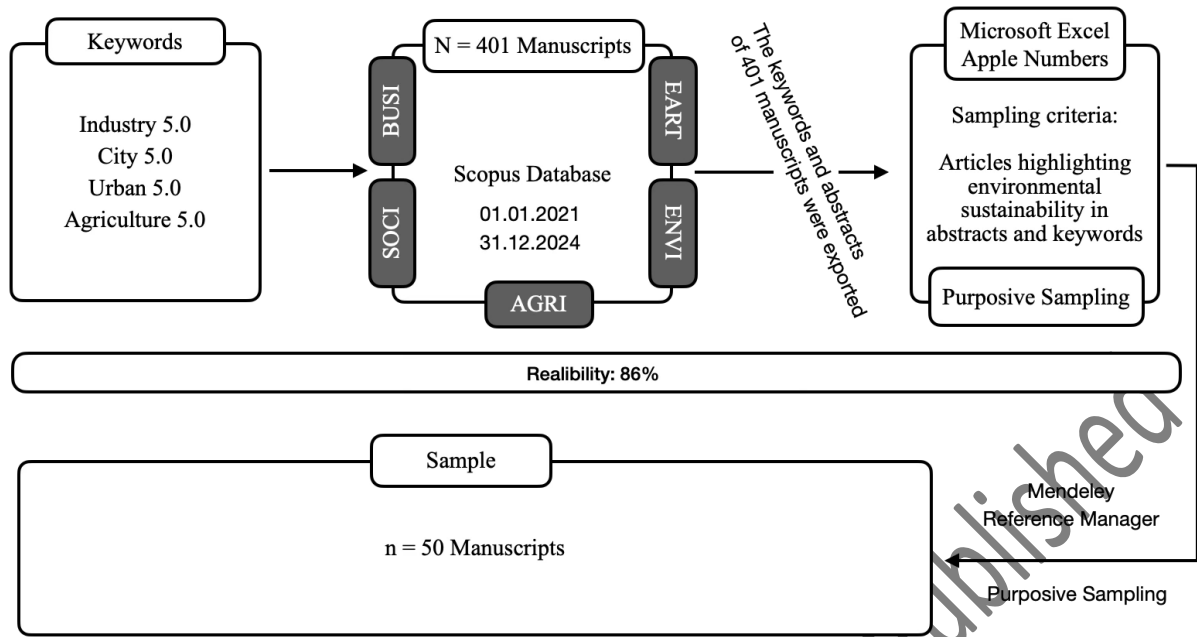 Keywords
Industry 5.0
City 5.0
Urban 5.0
Agriculture 5.0
N = 401 Manuscripts
BUSI
SOCI
EART
ENVI
AGRI
Scopus Database
01.01.2021
31.12.2024
The keywords and abstracts
of 401 manuscripts were exported
Microsoft Excel
Apple Numbers
Sampling criteria:
Articles highlighting
environmental
sustainability in
abstracts and keywords
Purposive Sampling
Realibility: 86%
Sample
n = 50 Manuscripts
Mendeley
Reference Manager
Purposive Sampling